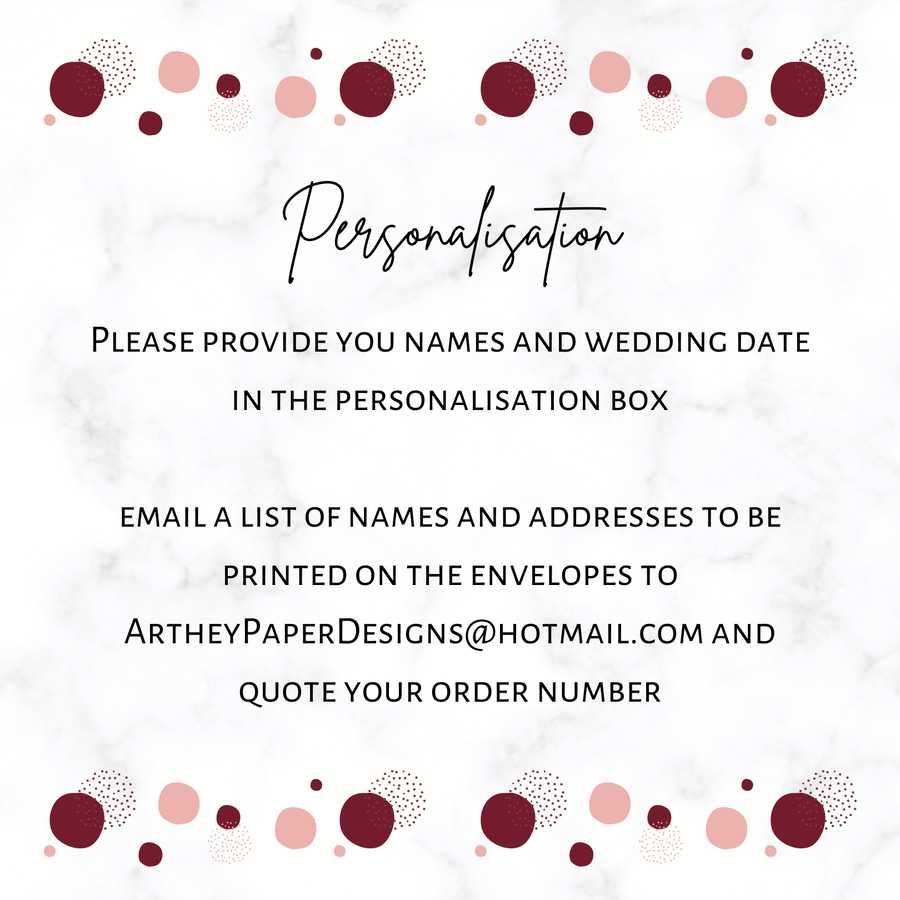 Personalisation
Please provide you names and wedding date
in the personalisation box
email a list of names and addresses to be
printed on the envelopes to
ArtheyPaperDesigns@hotmail.com and
quote your order number